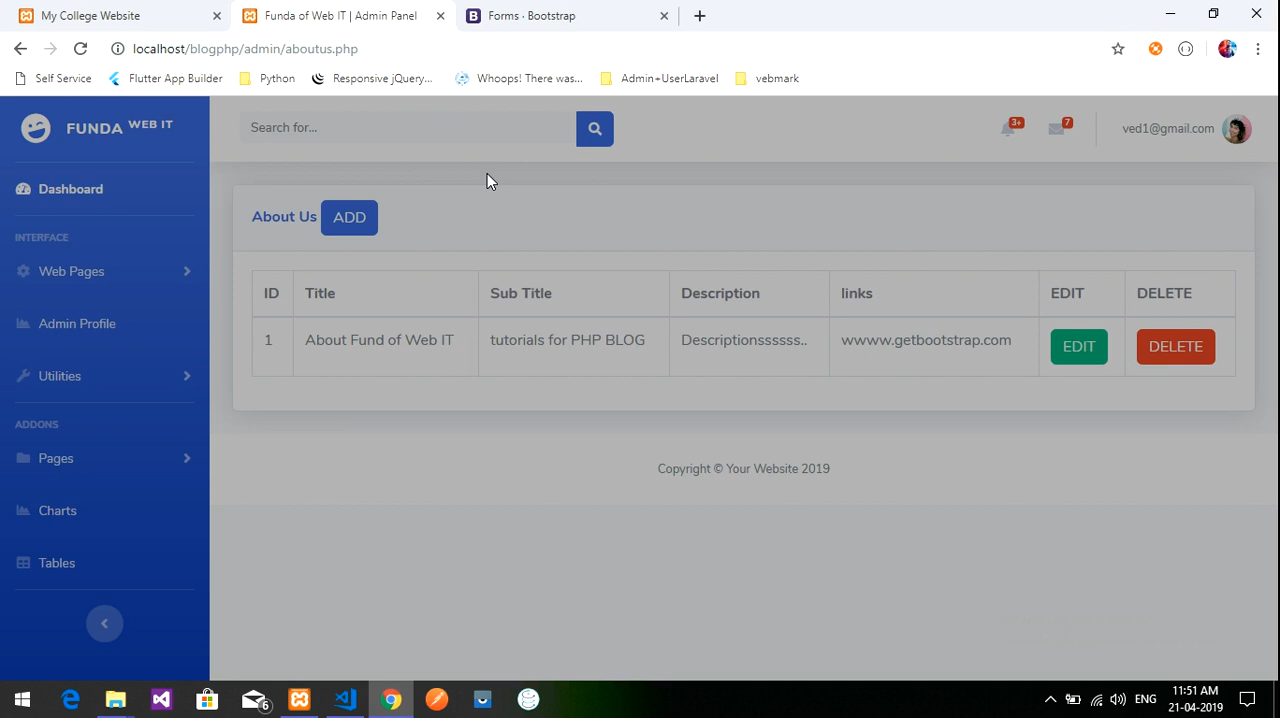 My College Website
Funda of Web IT | Admin Panel
B Forms · Bootstrap
localhost/blogphp/admin/aboutus.php
Self Service Flutter App Builder Python Responsive jQuery... Whoops! There was... Admin+UserLaravel vebmark
FUNDA WEB IT
Search for...
3+
7
ved1@gmail.com
Dashboard
INTERFACE
Web Pages
Admin Profile
Utilities
ADDONS
Pages
Charts
Tables
About Us ADD
ID Title Sub Title Description links EDIT DELETE
1 About Fund of Web IT tutorials for PHP BLOG Descriptionssssss.. wwww.getbootstrap.com EDIT DELETE
Copyright © Your Website 2019
6
ENG
11:51 AM
21-04-2019